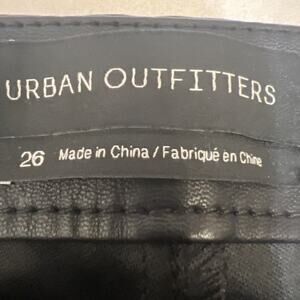 URBAN OUTFITTERS
26 Made in China / Fabriqué en Chine